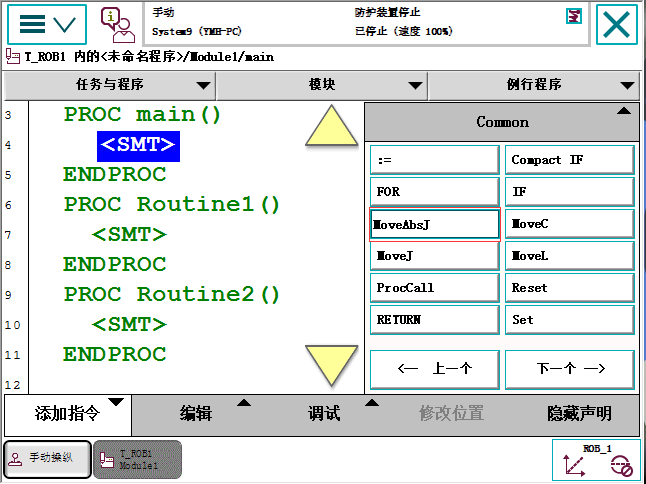 手动
System9 (YMH-PC)
防护装置停止
已停止 (速度 100%)
T_ROB1 内的<未命名程序>/Module1/main
任务与程序 模块 例行程序
3 PROC main()
4 <SMT>
5 ENDPROC
6 PROC Routine1()
7 <SMT>
8 ENDPROC
9 PROC Routine2()
10 <SMT>
11 ENDPROC
12
Common
:= Compact IF
FOR IF
MoveAbsJ MoveC
MoveJ MoveL
ProcCall Reset
RETURN Set
<— 上一个 下一个 —>
添加指令 编辑 调试 修改位置 隐藏声明
手动操纵
T_ROB1
Module1
ROB_1